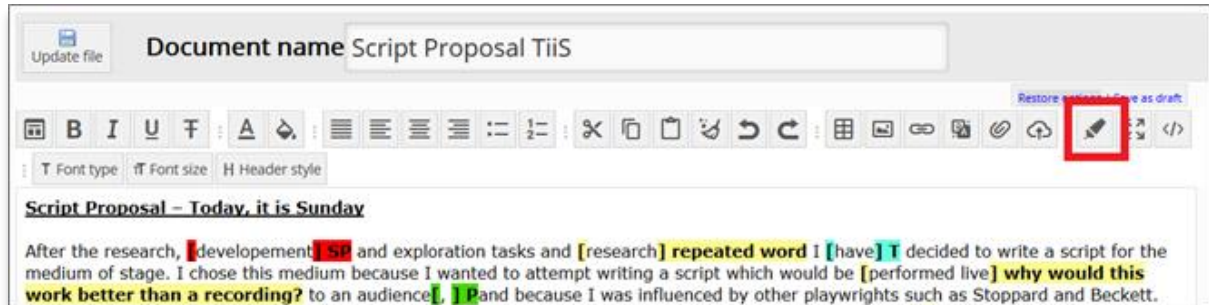 Update file
Document name Script Proposal TiiS
Restore | Save as draft
B I U T A
T Font type T Font size H Header style
Script Proposal – Today, it is Sunday
After the research, [developement] SP and exploration tasks and [research] repeated word I [have] T decided to write a script for the
medium of stage. I chose this medium because I wanted to attempt writing a script which would be [performed live] why would this
work better than a recording? to an audience[, ] Pand because I was influenced by other playwrights such as Stoppard and Beckett.